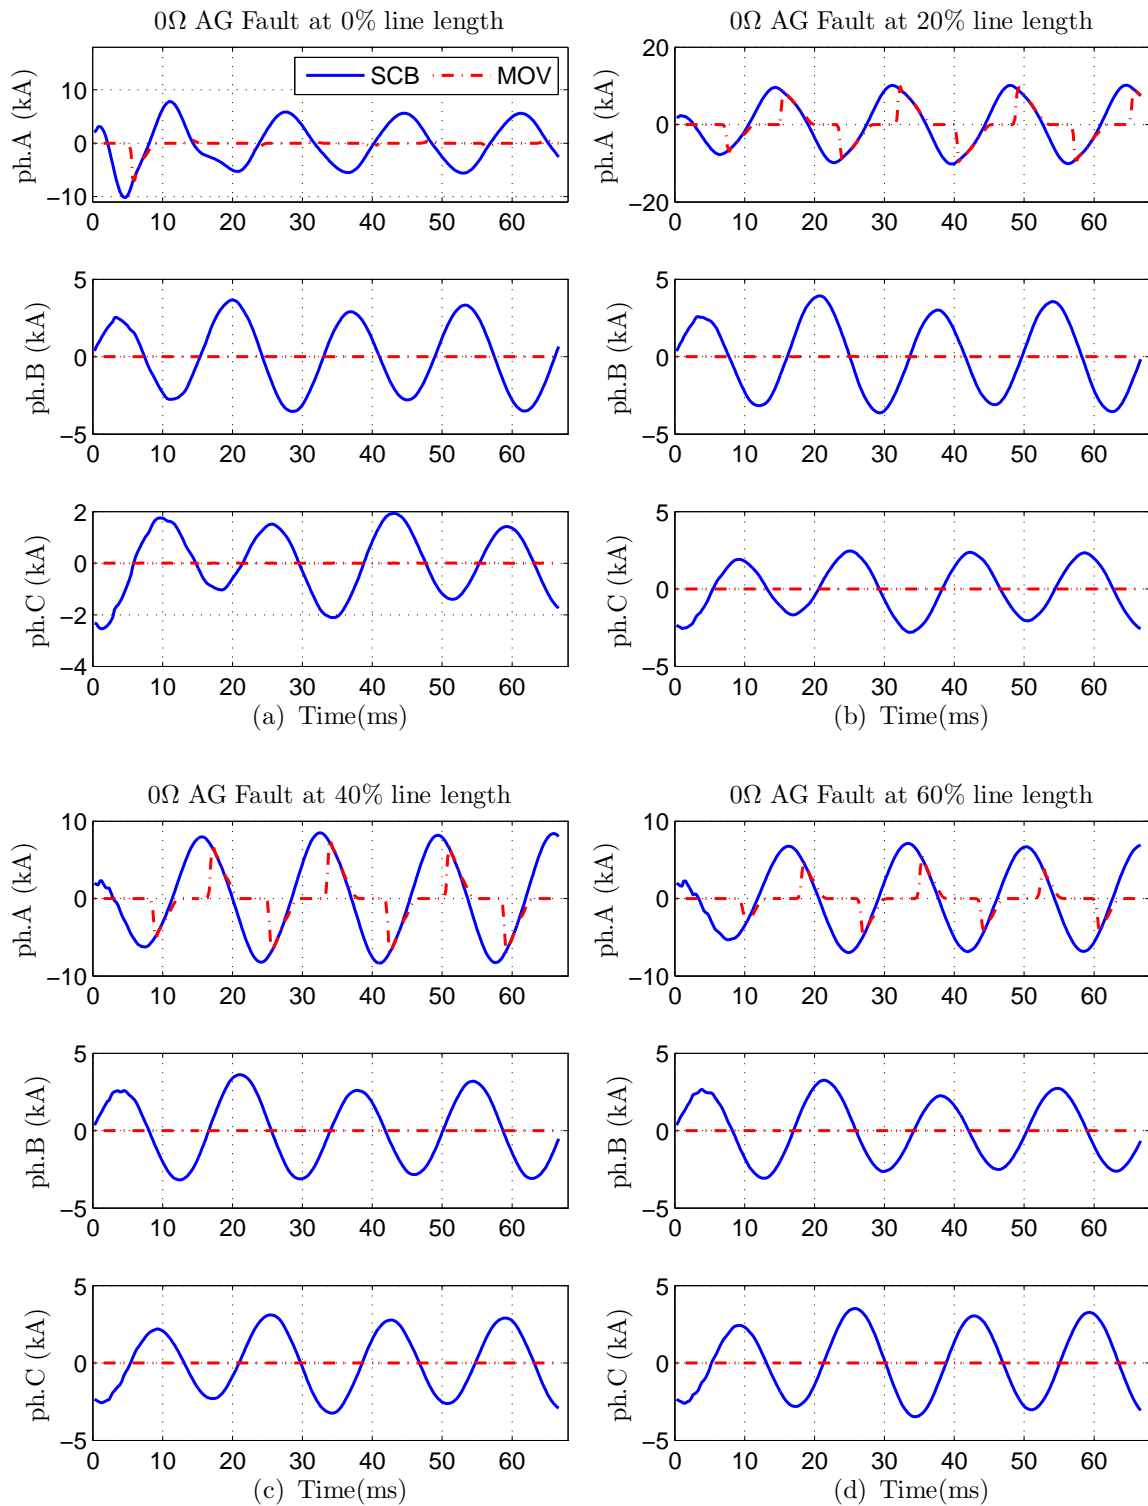 0Ω AG Fault at 0% line length
10
0
−10
ph.A (kA)
SCB
MOV
0 10 20 30 40 50 60
5
0
−5
ph.B (kA)
0 10 20 30 40 50 60
2
0
−2
−4
ph.C (kA)
0 10 20 30 40 50 60
(a) Time(ms)
0Ω AG Fault at 20% line length
20
0
−20
ph.A (kA)
0 10 20 30 40 50 60
5
0
−5
ph.B (kA)
0 10 20 30 40 50 60
5
0
−5
ph.C (kA)
0 10 20 30 40 50 60
(b) Time(ms)
0Ω AG Fault at 40% line length
10
0
−10
ph.A (kA)
0 10 20 30 40 50 60
5
0
−5
ph.B (kA)
0 10 20 30 40 50 60
5
0
−5
ph.C (kA)
0 10 20 30 40 50 60
(c) Time(ms)
0Ω AG Fault at 60% line length
10
0
−10
ph.A (kA)
0 10 20 30 40 50 60
5
0
−5
ph.B (kA)
0 10 20 30 40 50 60
5
0
−5
ph.C (kA)
0 10 20 30 40 50 60
(d) Time(ms)